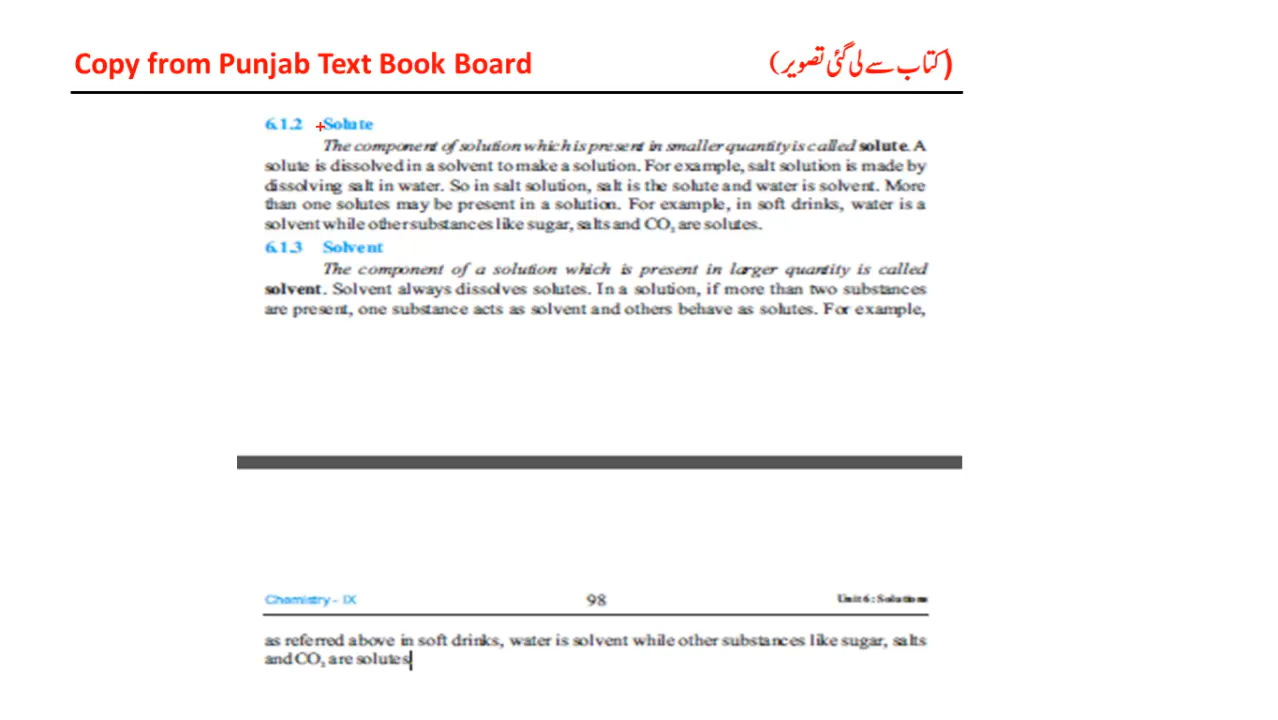 Copy from Punjab Text Book Board
(کتاب سے لی گئی تصویر)
6.1.2 Solute
The component of solution which is present in smaller quantity is called solute. A
solute is dissolved in a solvent to make a solution. For example, salt solution is made by
dissolving salt in water. So in salt solution, salt is the solute and water is solvent. More
than one solutes may be present in a solution. For example, in soft drinks, water is a
solvent while other substances like sugar, salts and CO₂ are solutes.
6.1.3 Solvent
The component of a solution which is present in larger quantity is called
solvent. Solvent always dissolves solutes. In a solution, if more than two substances
are present, one substance acts as solvent and others behave as solutes. For example,
Chemistry - IX 98 Unit 6: Solutions
as referred above in soft drinks, water is solvent while other substances like sugar, salts
and CO₂ are solutes